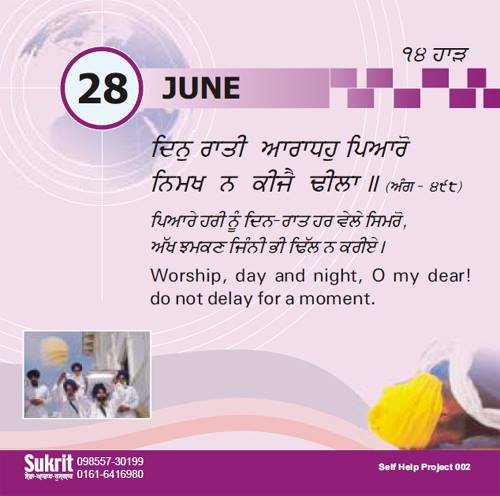 ੧੪ ਹਾੜ
28 JUNE
ਦਿਨੁ ਰਾਤੀ ਆਰਾਧਹੁ ਪਿਆਰੋ
ਨਿਮਖ ਨ ਕੀਜੈ ਢੀਲਾ ॥ (ਅੰਗ - ੪੯੮)
ਪਿਆਰੇ ਹਰੀ ਨੂੰ ਦਿਨ-ਰਾਤ ਹਰ ਵੇਲੇ ਸਿਮਰੋ,
ਅੱਖ ਝਮਕਣ ਜਿੰਨੀ ਭੀ ਢਿੱਲ ਨ ਕਰੀਏ।
Worship, day and night, O my dear!
do not delay for a moment.
Sukrit 098557-30199
0161-6416980
Self Help Project 002